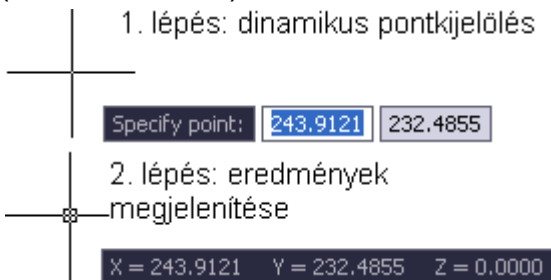 1. lépés: dinamikus pontkijelölés
Specify point: 243.9121 232.4855
2. lépés: eredmények
megjelenítése
X = 243.9121 Y = 232.4855 Z = 0.0000